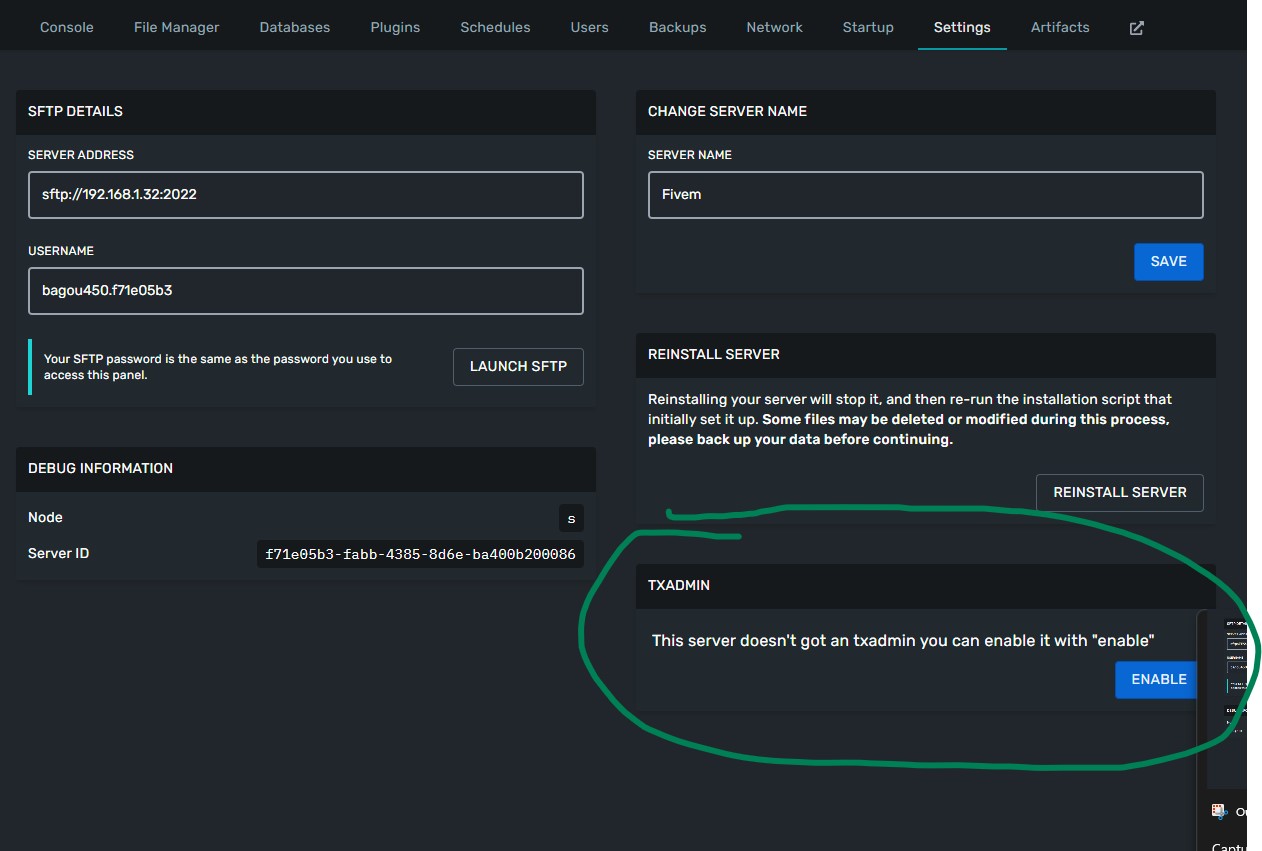 Console File Manager Databases Plugins Schedules Users Backups Network Startup Settings Artifacts
SFTP DETAILS
SERVER ADDRESS
sftp://192.168.1.32:2022
USERNAME
bagou450.f71e05b3
Your SFTP password is the same as the password you use to
access this panel.
LAUNCH SFTP
DEBUG INFORMATION
Node s
Server ID f71e05b3-fabb-4385-8d6e-ba400b200086
CHANGE SERVER NAME
SERVER NAME
Fivem
SAVE
REINSTALL SERVER
Reinstalling your server will stop it, and then re-run the installation script that
initially set it up. Some files may be deleted or modified during this process,
please back up your data before continuing.
REINSTALL SERVER
TXADMIN
This server doesn't got an txadmin you can enable it with "enable"
ENABLE